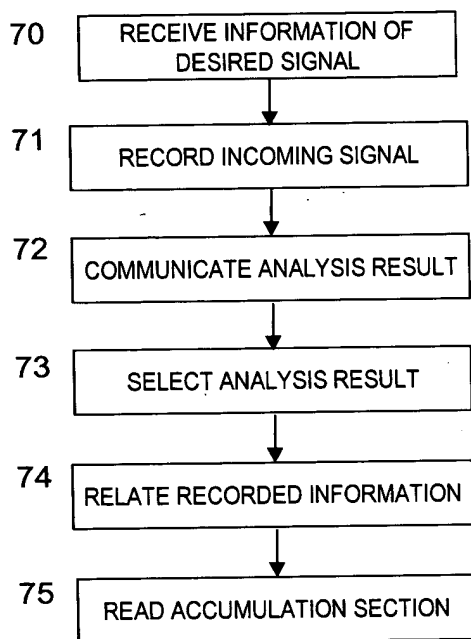 70
RECEIVE INFORMATION OF
DESIRED SIGNAL
71
RECORD INCOMING SIGNAL
72
COMMUNICATE ANALYSIS RESULT
73
SELECT ANALYSIS RESULT
74
RELATE RECORDED INFORMATION
75
READ ACCUMULATION SECTION